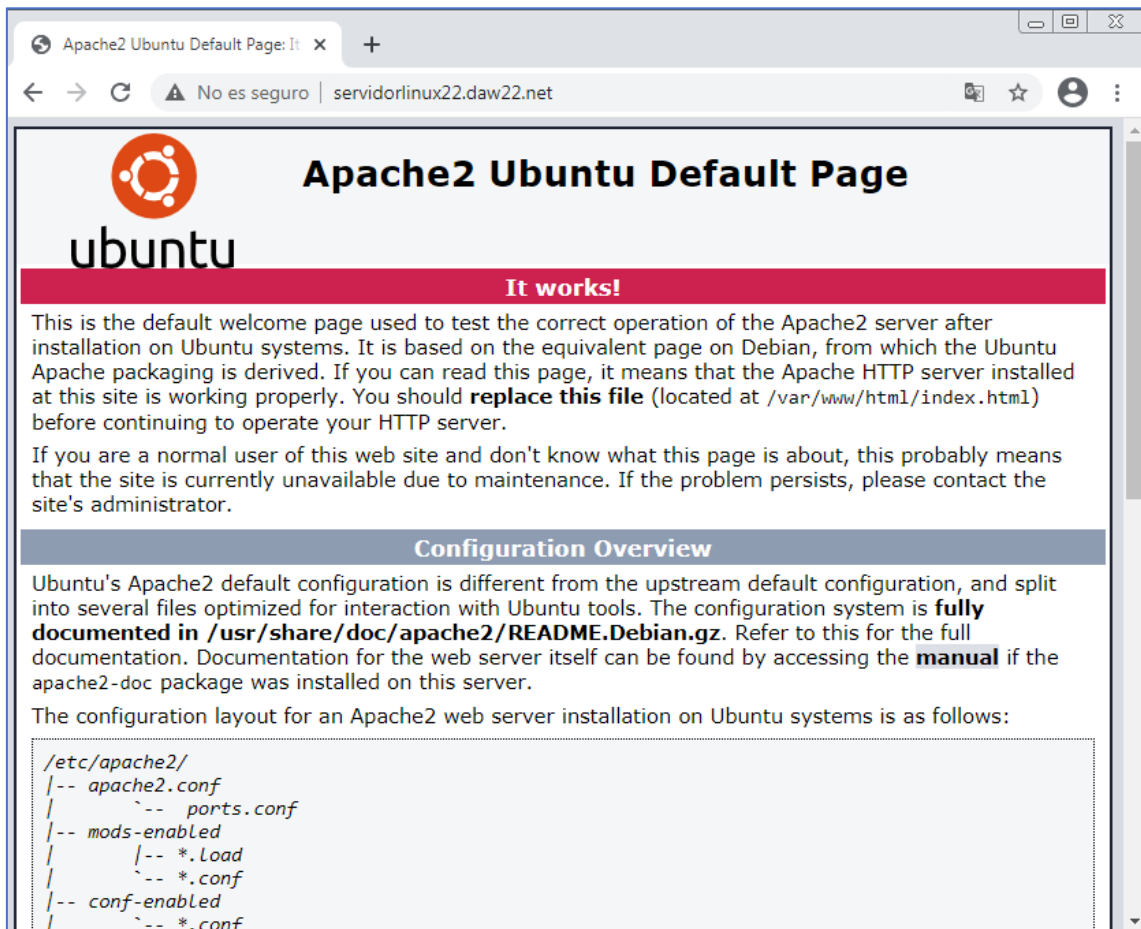 Apache2 Ubuntu Default Page: It
No es seguro | servidorlinux22.daw22.net
ubuntu
Apache2 Ubuntu Default Page
It works!
This is the default welcome page used to test the correct operation of the Apache2 server after
installation on Ubuntu systems. It is based on the equivalent page on Debian, from which the Ubuntu
Apache packaging is derived. If you can read this page, it means that the Apache HTTP server installed
at this site is working properly. You should replace this file (located at /var/www/html/index.html)
before continuing to operate your HTTP server.
If you are a normal user of this web site and don't know what this page is about, this probably means
that the site is currently unavailable due to maintenance. If the problem persists, please contact the
site's administrator.
Configuration Overview
Ubuntu's Apache2 default configuration is different from the upstream default configuration, and split
into several files optimized for interaction with Ubuntu tools. The configuration system is fully
documented in /usr/share/doc/apache2/README.Debian.gz. Refer to this for the full
documentation. Documentation for the web server itself can be found by accessing the manual if the
apache2-doc package was installed on this server.
The configuration layout for an Apache2 web server installation on Ubuntu systems is as follows:
/etc/apache2/
|-- apache2.conf
|       `--  ports.conf
|-- mods-enabled
|       |-- *.load
|       `-- *.conf
|-- conf-enabled
|       `-- *.conf